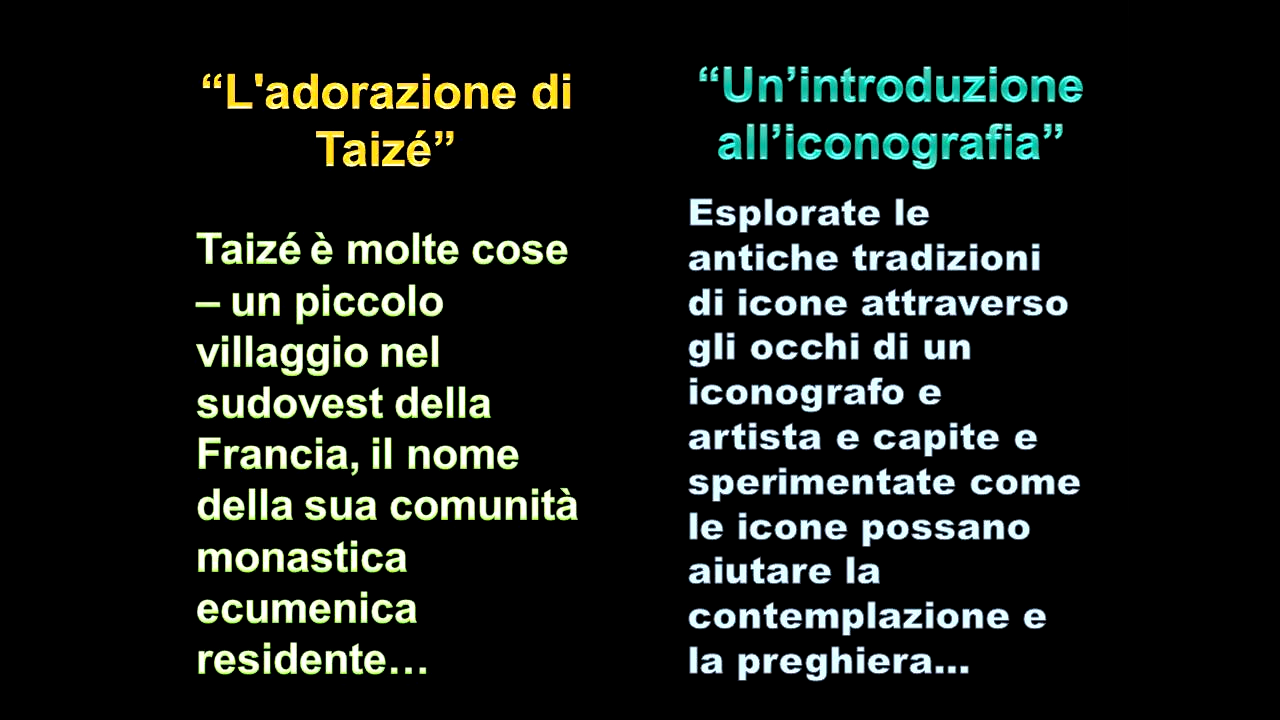 “L'adorazione di
Taizé”
Taizé è molte cose
– un piccolo
villaggio nel
sudovest della
Francia, il nome
della sua comunità
monastica
ecumenica
residente…
“Un’introduzione
all’iconografia”
Esplorate le
antiche tradizioni
di icone attraverso
gli occhi di un
iconografo e
artista e capite e
sperimentate come
le icone possano
aiutare la
contemplazione e
la preghiera…